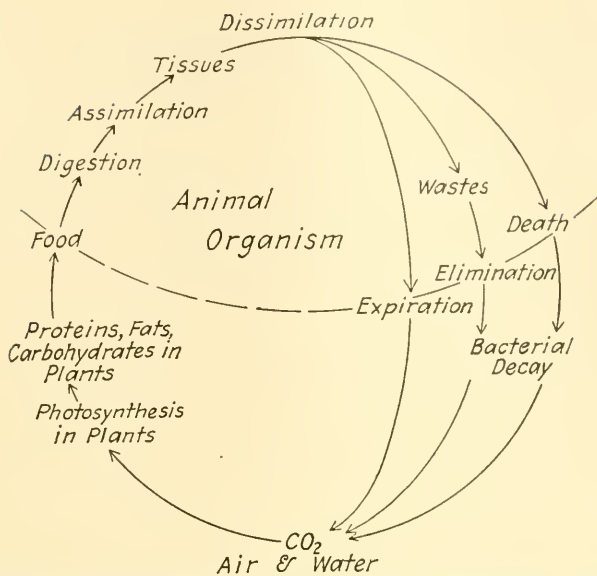 Dissimilation
Tissues
Assimilation
Digestion
Food
Animal
Organism
Wastes
Death
Elimination
Expiration
Bacterial
Decay
Proteins, Fats,
Carbohydrates in
Plants
Photosynthesis
in Plants
CO₂
Air & Water